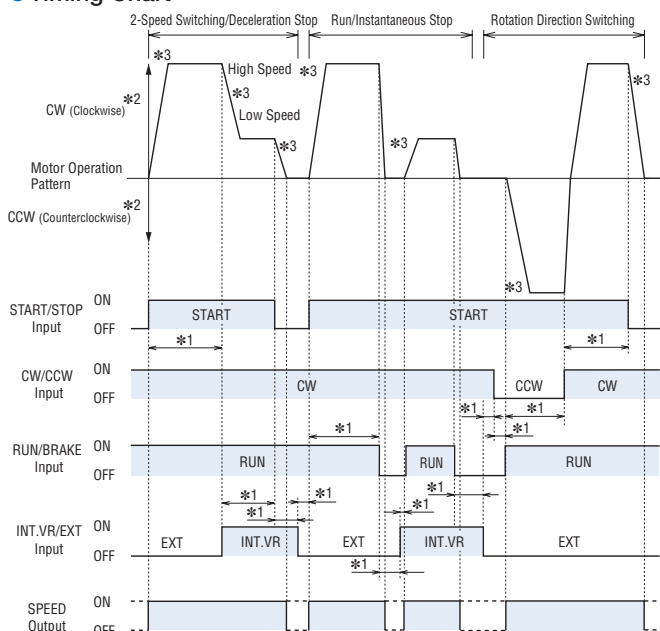 Timing Chart
2-Speed Switching/Deceleration Stop Run/Instantaneous Stop Rotation Direction Switching
*3 High Speed *3 *3
CW (Clockwise) *2 *3
Low Speed
*3 *3
Motor Operation
Pattern
*2
CCW (Counterclockwise)
*3
START/STOP
Input
ON
OFF
START START
*1 *1
CW/CCW
Input
ON
OFF
CW CCW CW
*1 *1
*1 *1
RUN/BRAKE
Input
ON
OFF
RUN RUN RUN
*1 *1 *1
*1 *1
INT.VR/EXT
Input
ON
OFF
EXT INT.VR EXT INT.VR EXT
*1
SPEED
Output
ON
OFF